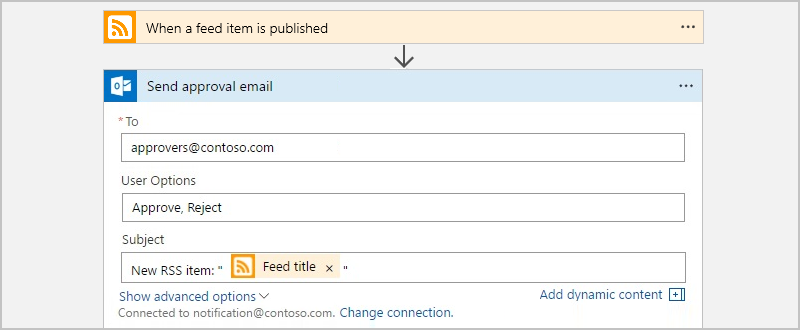 When a feed item is published
Send approval email
* To
approvers@contoso.com
User Options
Approve, Reject
Subject
New RSS item: " Feed title × "
Show advanced options
Add dynamic content
Connected to notification@contoso.com. Change connection.